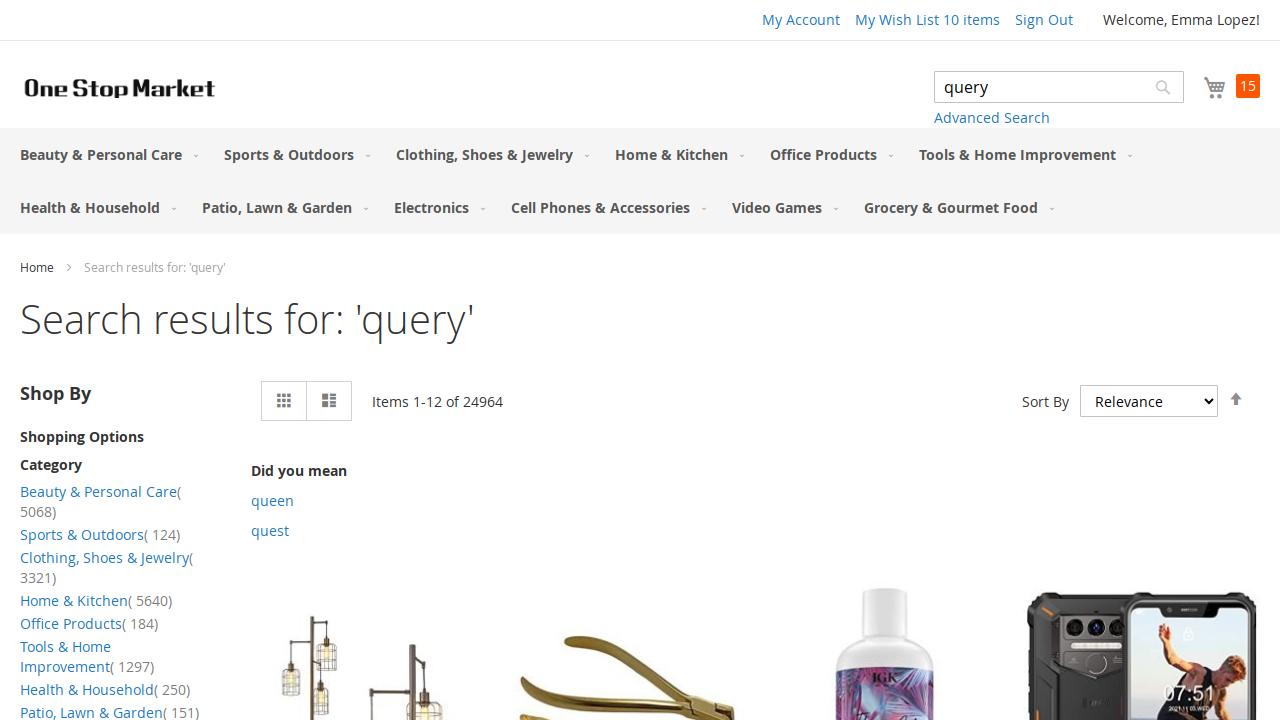 My Account My Wish List 10 items Sign Out Welcome, Emma Lopez!
One Stop Market
query
15
Advanced Search
Beauty & Personal Care Sports & Outdoors Clothing, Shoes & Jewelry Home & Kitchen Office Products Tools & Home Improvement
Health & Household Patio, Lawn & Garden Electronics Cell Phones & Accessories Video Games Grocery & Gourmet Food
Home Search results for: 'query'
Search results for: 'query'
Shop By
Items 1-12 of 24964
Sort By Relevance
Shopping Options
Category
Beauty & Personal Care( 
5068)
Sports & Outdoors( 124)
Clothing, Shoes & Jewelry( 
3321)
Home & Kitchen( 5640)
Office Products( 184)
Tools & Home
Improvement( 1297)
Health & Household( 250)
Patio, Lawn & Garden( 151)
Did you mean
queen
quest
IGK
07:51